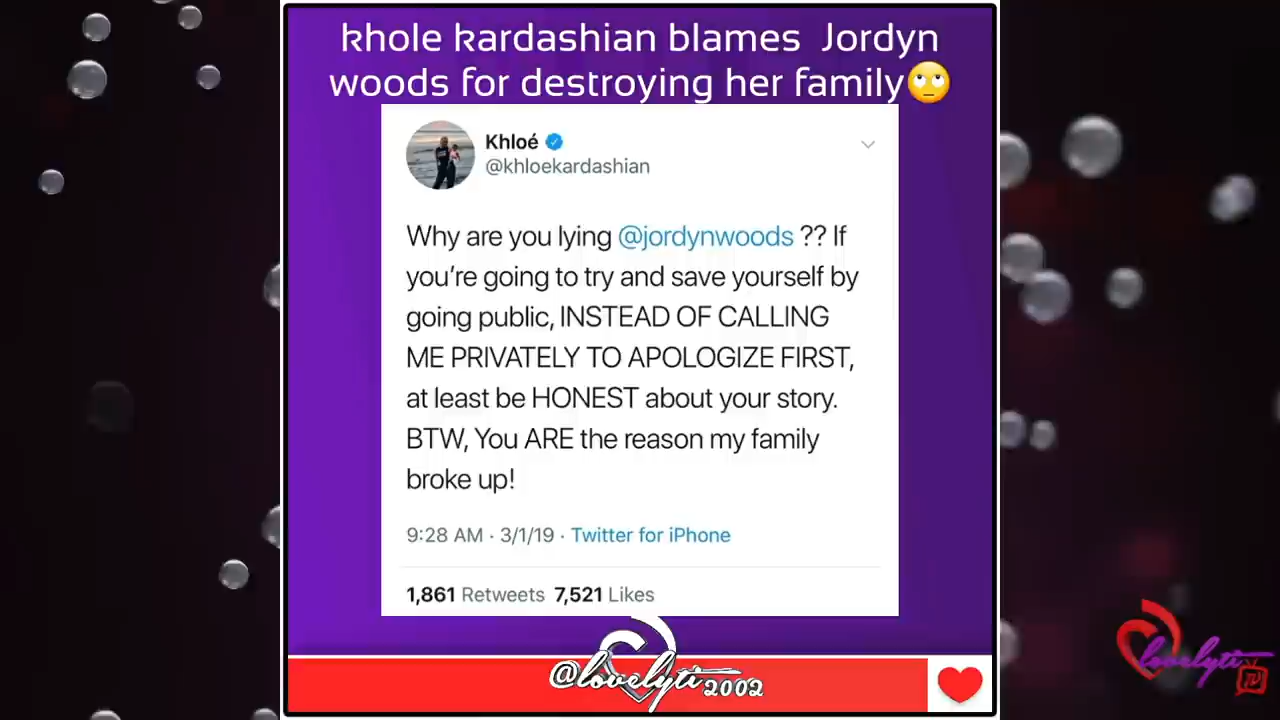 khole kardashian blames Jordyn
woods for destroying her family🙄
Khloé
@khloekardashian
Why are you lying @jordynwoods ?? If
you're going to try and save yourself by
going public, INSTEAD OF CALLING
ME PRIVATELY TO APOLOGIZE FIRST,
at least be HONEST about your story.
BTW, You ARE the reason my family
broke up!
9:28 AM · 3/1/19 · Twitter for iPhone
1,861 Retweets 7,521 Likes
@lovelyti2002
lovelyti TV